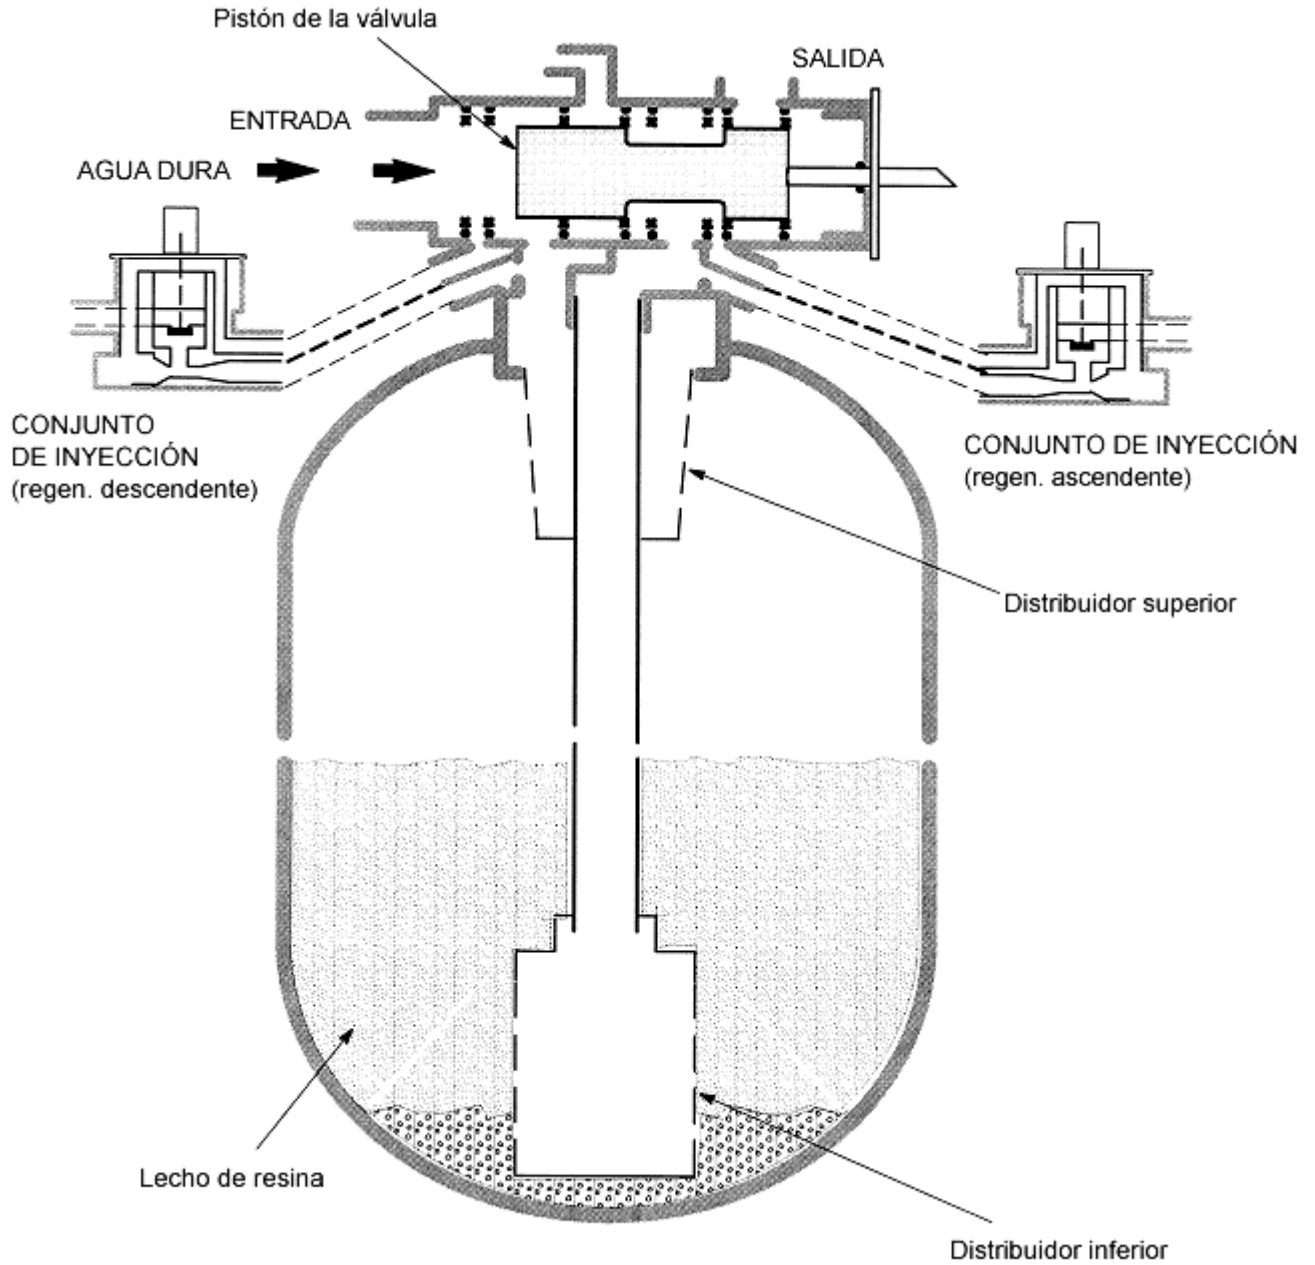 Pistón de la válvula
SALIDA
ENTRADA
AGUA DURA
CONJUNTO
DE INYECCIÓN
(regen. descendente)
CONJUNTO DE INYECCIÓN
(regen. ascendente)
Distribuidor superior
Lecho de resina
Distribuidor inferior